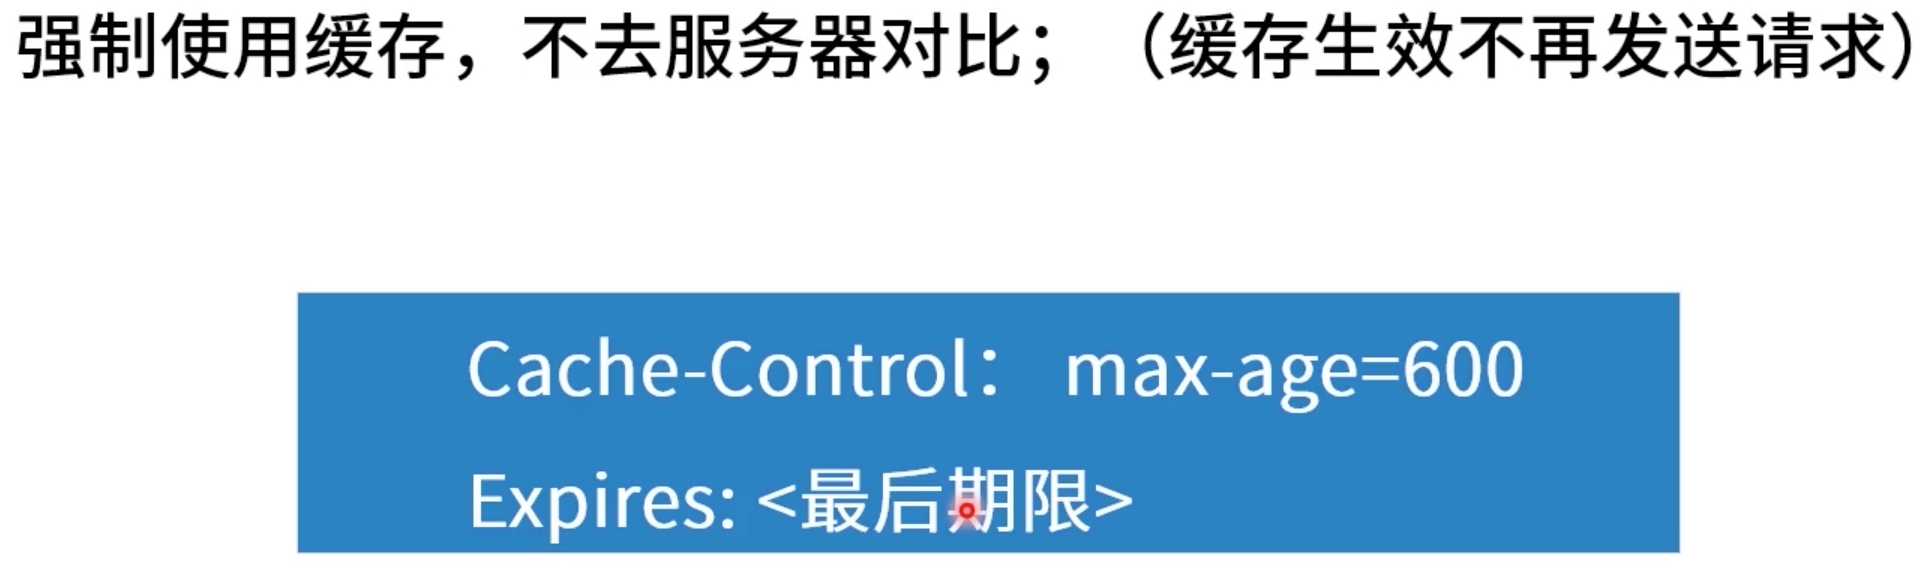 强制使用缓存，不去服务器对比；（缓存生效不再发送请求）
Cache-Control： max-age=600
Expires: <最后期限>